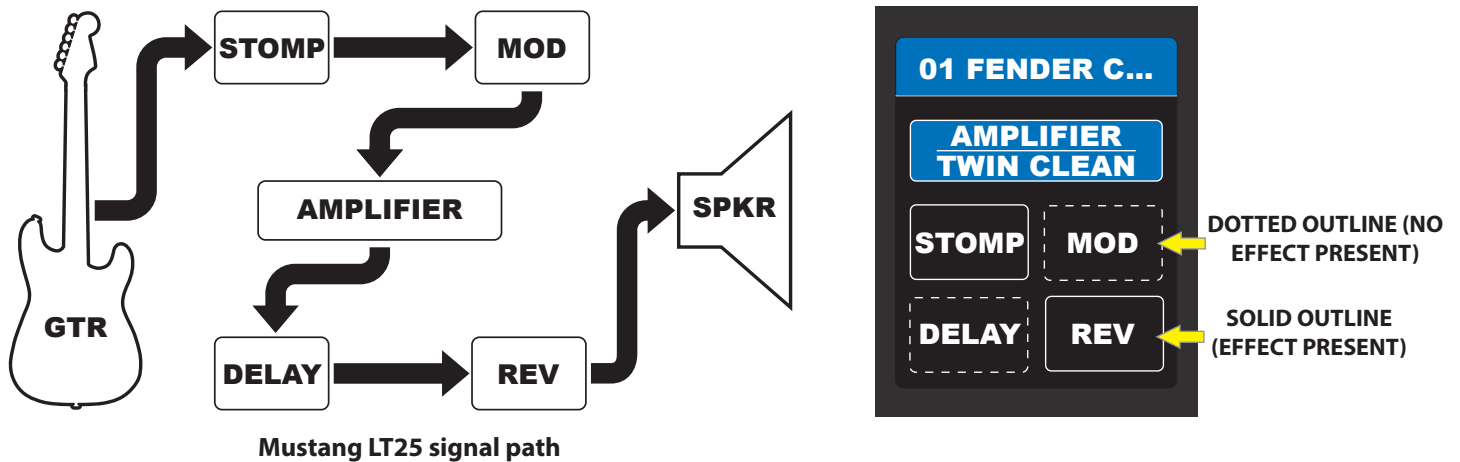 STOMP
MOD
AMPLIFIER
GTR
SPKR
DELAY
REV
Mustang LT25 signal path
01 FENDER C...
AMPLIFIER
TWIN CLEAN
STOMP
MOD
DELAY
REV
DOTTED OUTLINE (NO
EFFECT PRESENT)
SOLID OUTLINE
(EFFECT PRESENT)